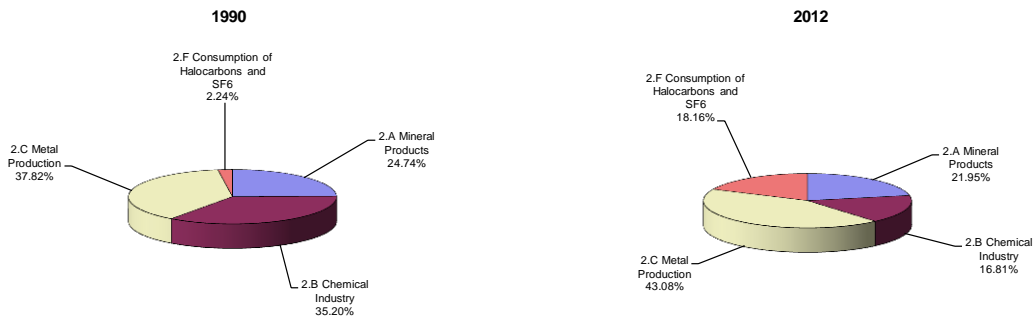 1990
2.F Consumption of
Halocarbons and
SF6
2.24%
2.A Mineral
Products
24.74%
2.C Metal
Production
37.82%
2.B Chemical
Industry
35.20%
2012
2.F Consumption of
Halocarbons and
SF6
18.16%
2.A Mineral
Products
21.95%
2.B Chemical
Industry
16.81%
2.C Metal
Production
43.08%